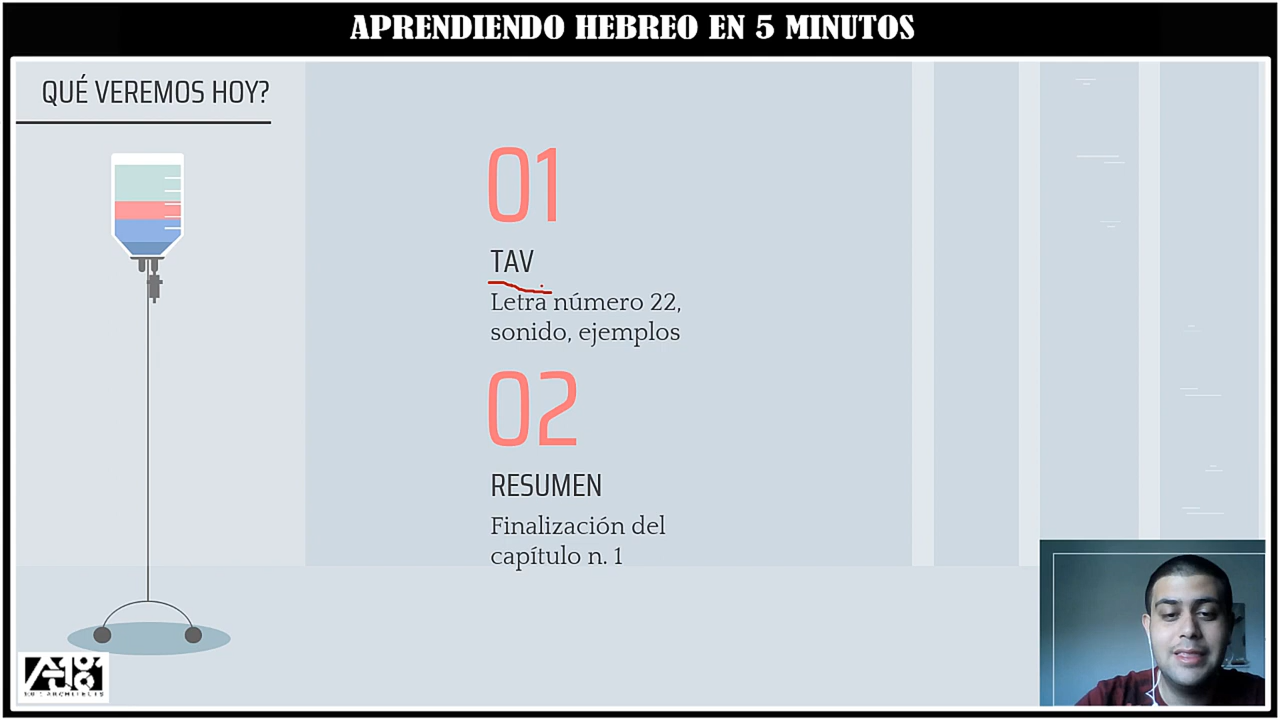 APRENDIENDO HEBREO EN 5 MINUTOS
QUÉ VEREMOS HOY?
01
TAV
Letra número 22,
sonido, ejemplos
02
RESUMEN
Finalización del
capítulo n. 1